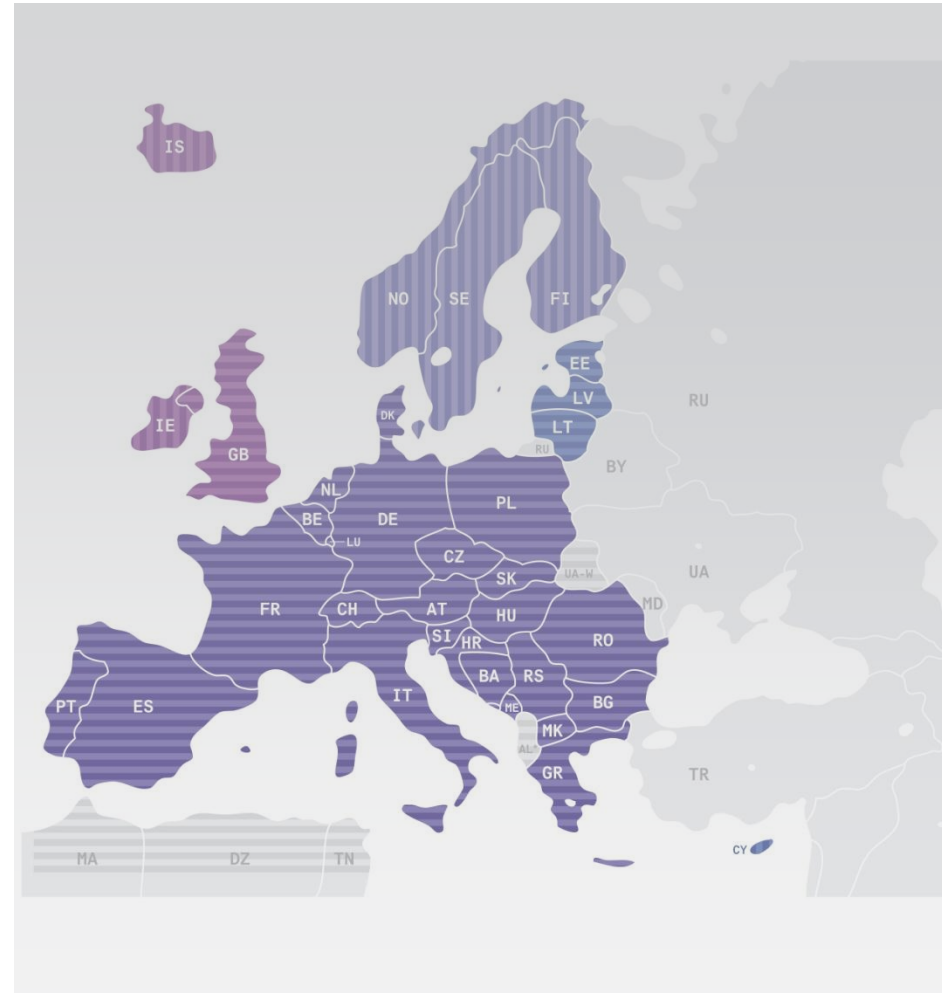 IS
NO
SE
FI
EE
LV
LT
RU
RU
BY
IE
GB
DK
NL
BE
LU
DE
PL
CZ
SK
UA-W
UA
MD
FR
CH
AT
HU
SI
HR
RO
BA
RS
ME
BG
MK
AL*
GR
IT
PT
ES
TR
CY
MA
DZ
TN